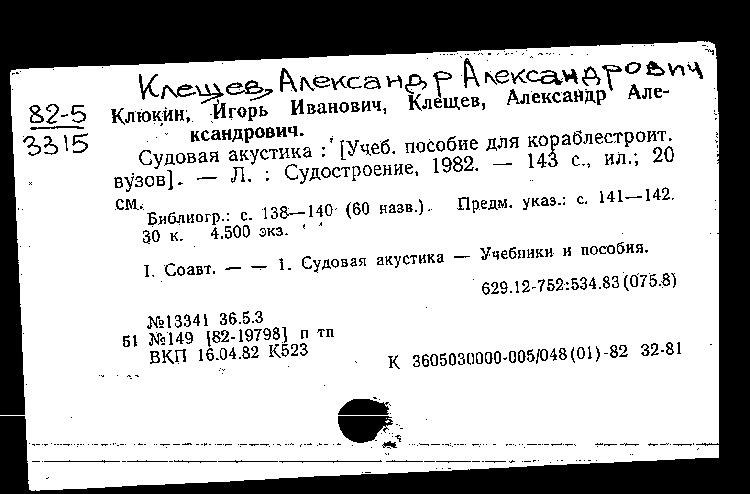 Клещев, Александр Александрович
82-5
3315
Клюкин, Игорь Иванович, Клещев, Александр Але-
ксандрович.
Судовая акустика : [Учеб. пособие для кораблестроит.
вузов]. — Л. : Судостроение, 1982. — 143 с., ил.; 20
см.
Библиогр.: с. 138—140 (60 назв.). Предм. указ.: с. 141—142.
30 к. 4.500 экз.
I. Соавт. — — 1. Судовая акустика — Учебники и пособия.
629.12-752:534.83(075.8)
№13341 36.5.3
51 №149 [82-19798] п тп
ВКП 16.04.82 К523
К 3605030000-005/048(01)-82 32-81